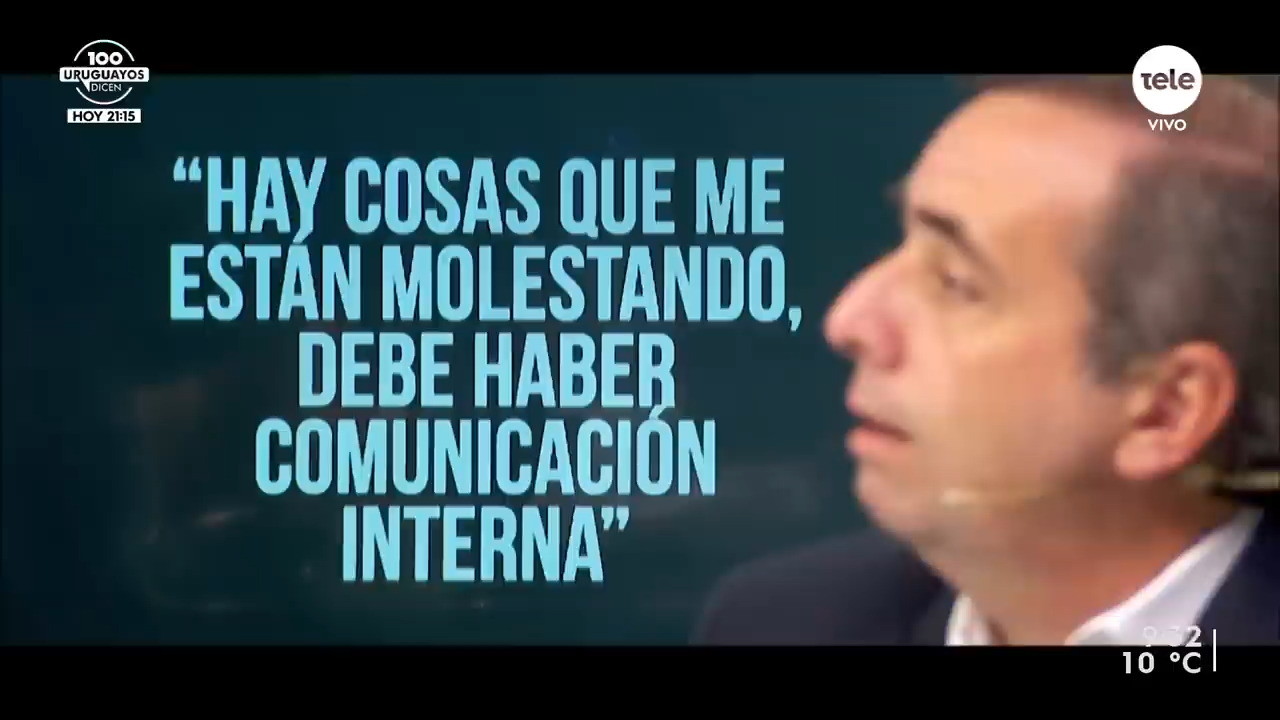 100
URUGUAYOS
DICEN
HOY 21:15
tele
VIVO
“HAY COSAS QUE ME
ESTÁN MOLESTANDO,
DEBE HABER
COMUNICACIÓN
INTERNA”
10 °C